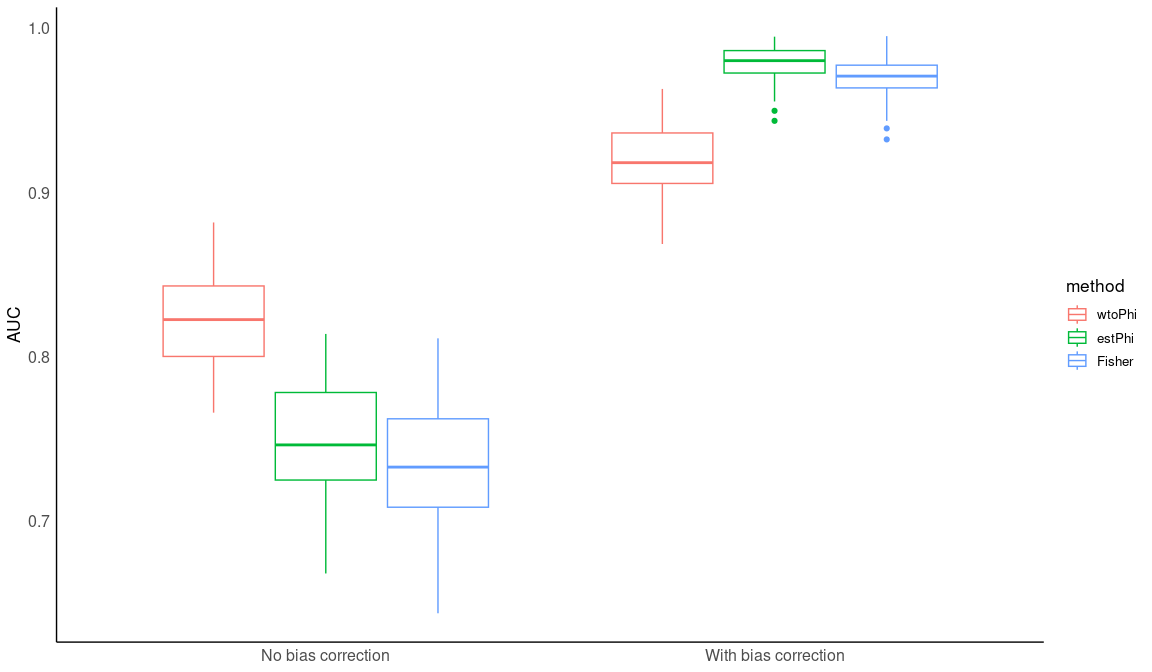 1.0
0.9
0.8
0.7
AUC
No bias correction
With bias correction
method
wtoPhi
estPhi
Fisher